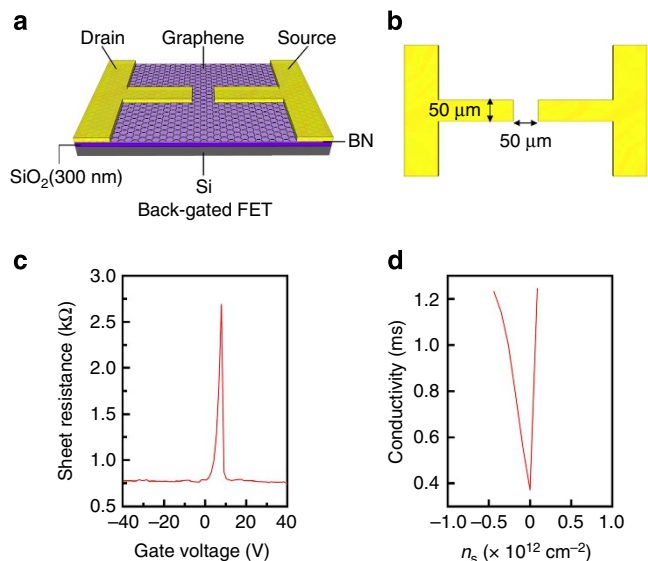 a
Drain
Graphene
Source
BN
SiO2(300 nm)
Si
Back-gated FET
b
50 μm
50 μm
c
Sheet resistance (kΩ)
3.0
2.5
2.0
1.5
1.0
0.5
−40
−20
0
20
40
Gate voltage (V)
d
Conductivity (ms)
1.2
1.0
0.8
0.6
0.4
−1.0
−0.5
0
0.5
1.0
ns (× 10¹² cm⁻²)